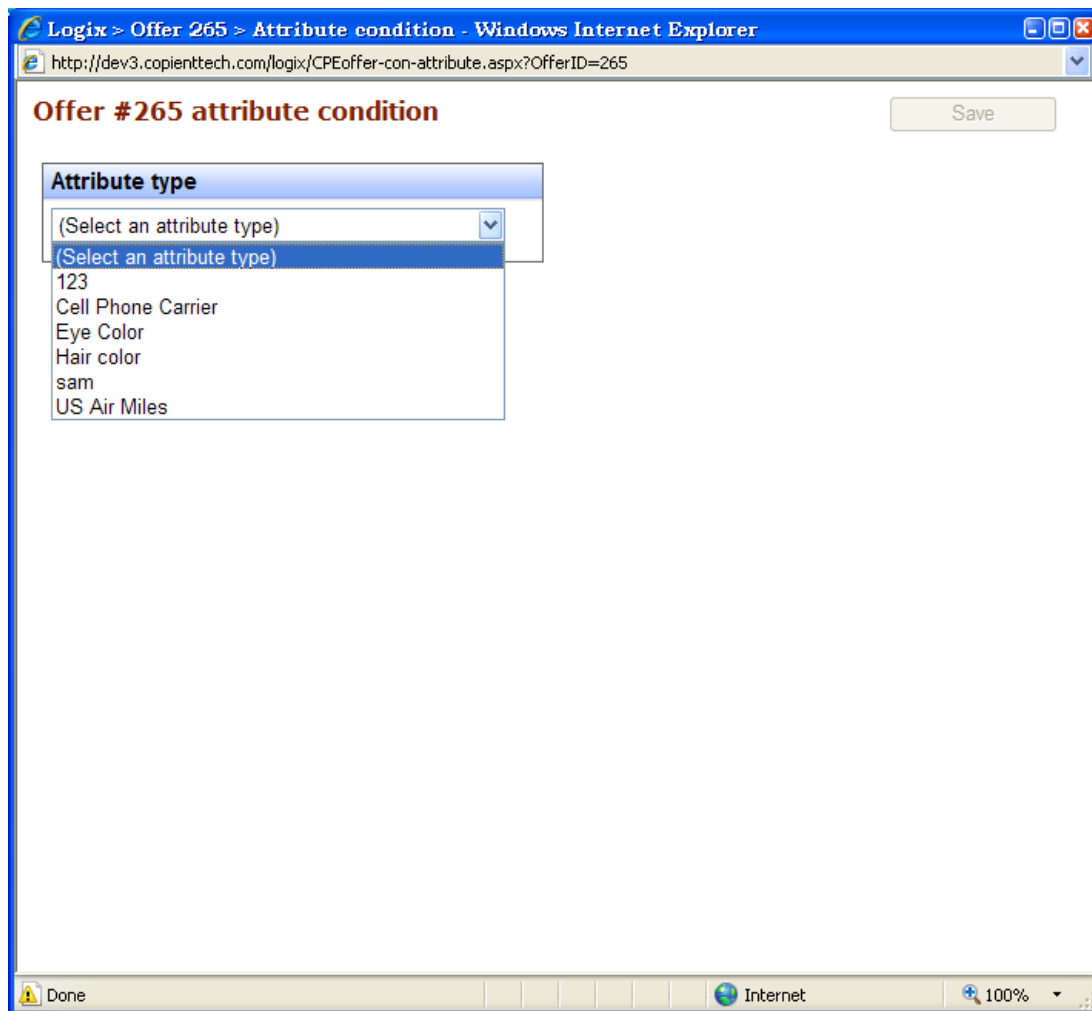 Logix > Offer 265 > Attribute condition - Windows Internet Explorer
http://dev3.copienttech.com/logix/CPEoffer-con-attribute.aspx?OfferID=265
Offer #265 attribute condition
Save
Attribute type
(Select an attribute type)
(Select an attribute type)
123
Cell Phone Carrier
Eye Color
Hair color
sam
US Air Miles
Done
Internet
100%